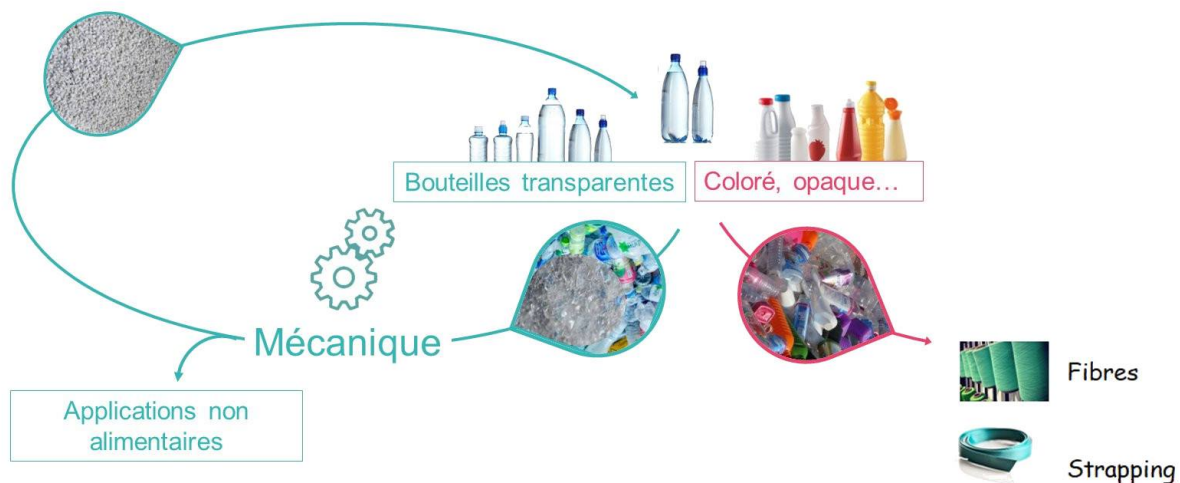 Bouteilles transparentes
Coloré, opaque...
Mécanique
Applications non
alimentaires
Fibres
Strapping